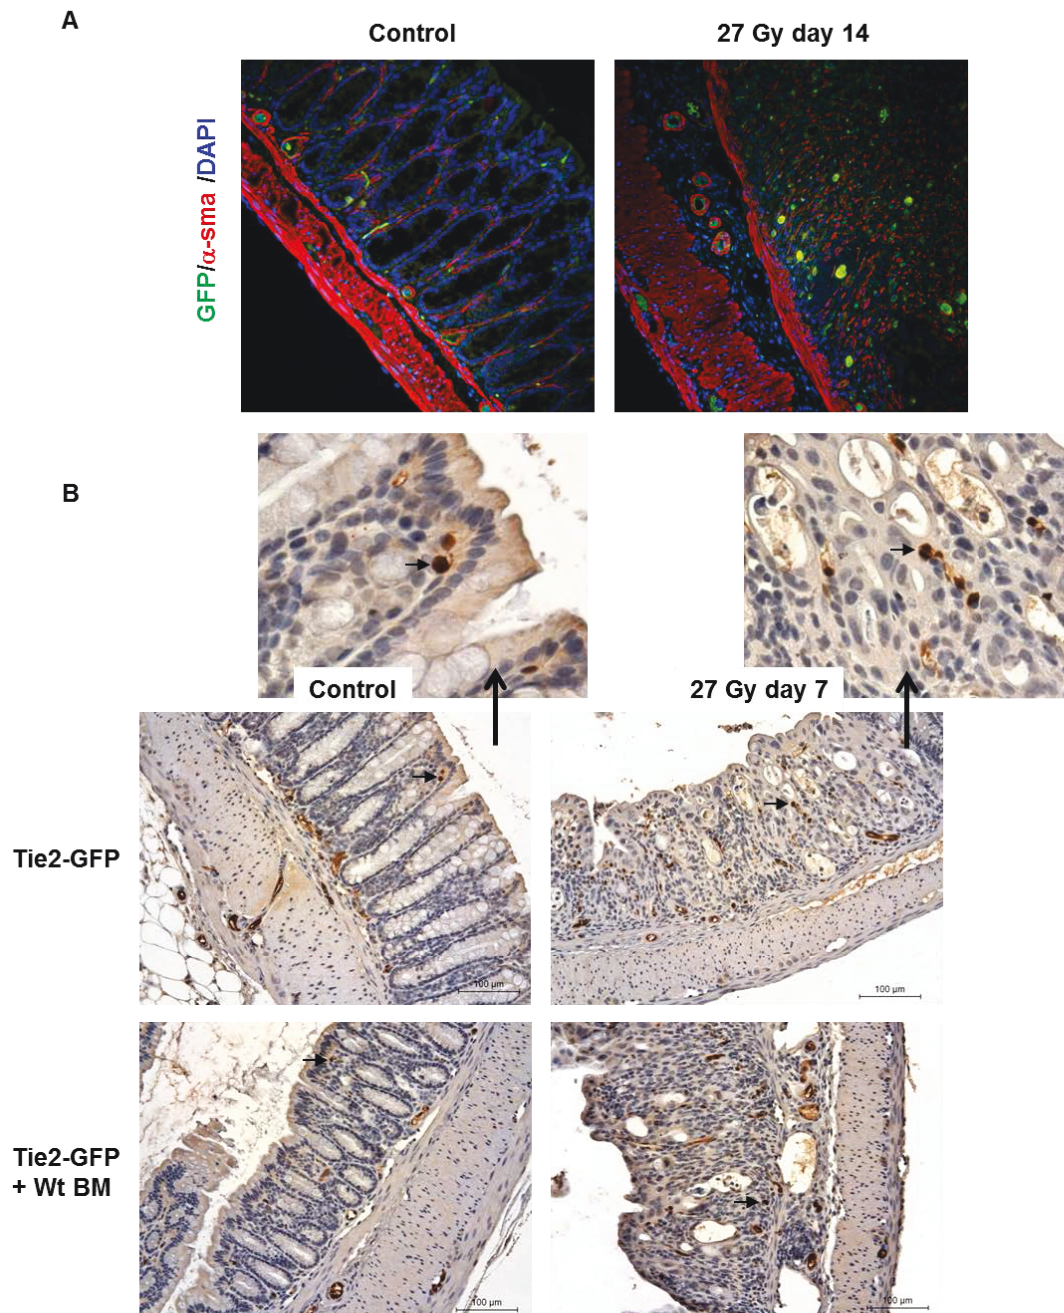 A
Control
27 Gy day 14
GFP/α-sma /DAPI
B
Control
27 Gy day 7
Tie2-GFP
100 µm
100 µm
Tie2-GFP
+ Wt BM
100 µm
100 µm